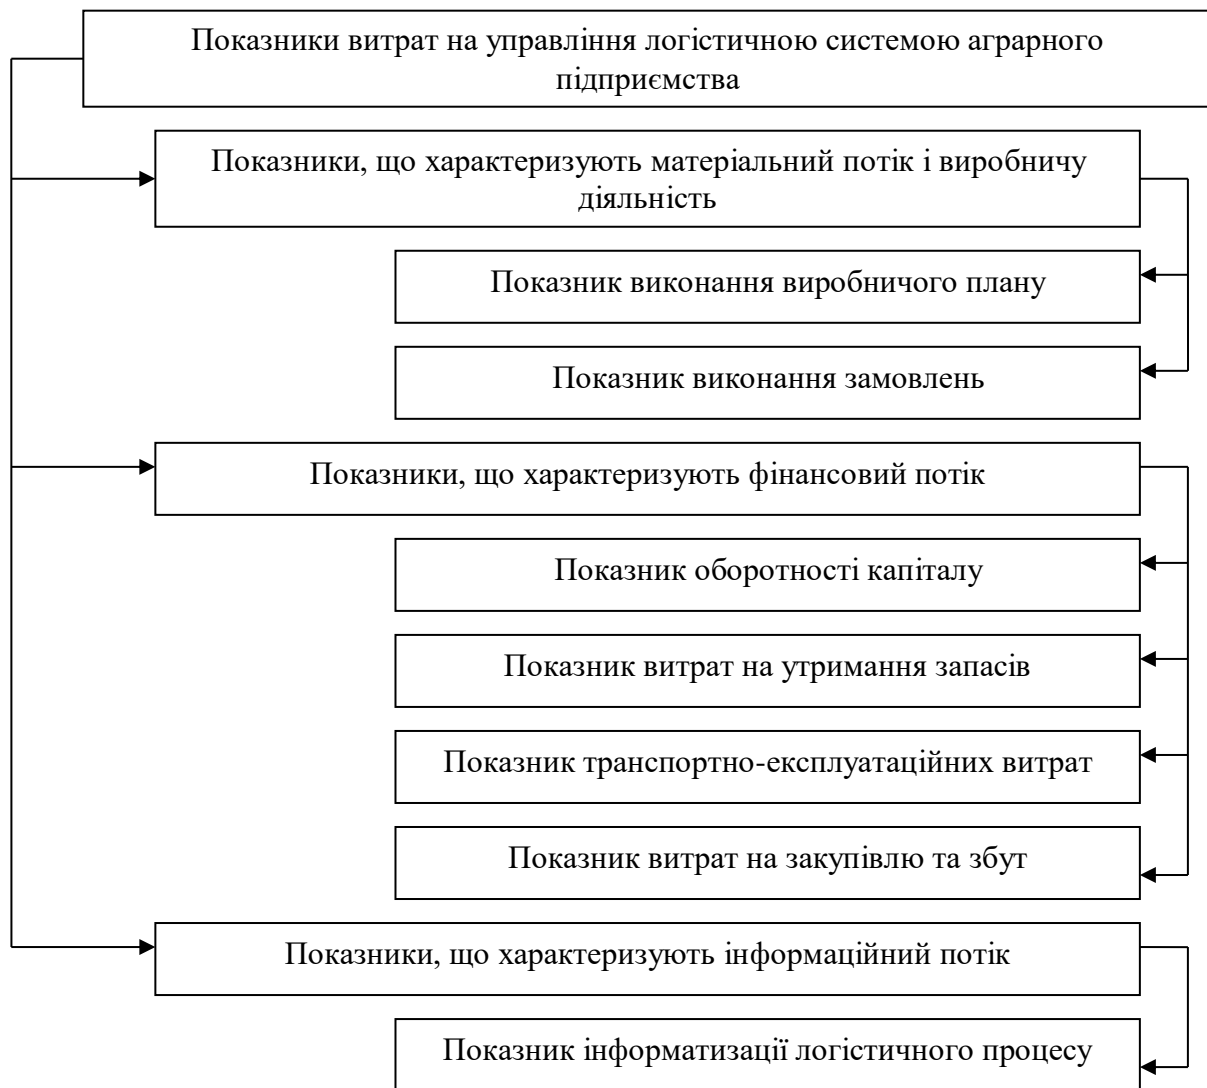 Показники витрат на управління логістичною системою аграрного
підприємства
Показники, що характеризують матеріальний потік і виробничу
діяльність
Показник виконання виробничого плану
Показник виконання замовлень
Показники, що характеризують фінансовий потік
Показник оборотності капіталу
Показник витрат на утримання запасів
Показник транспортно-експлуатаційних витрат
Показник витрат на закупівлю та збут
Показники, що характеризують інформаційний потік
Показник інформатизації логістичного процесу